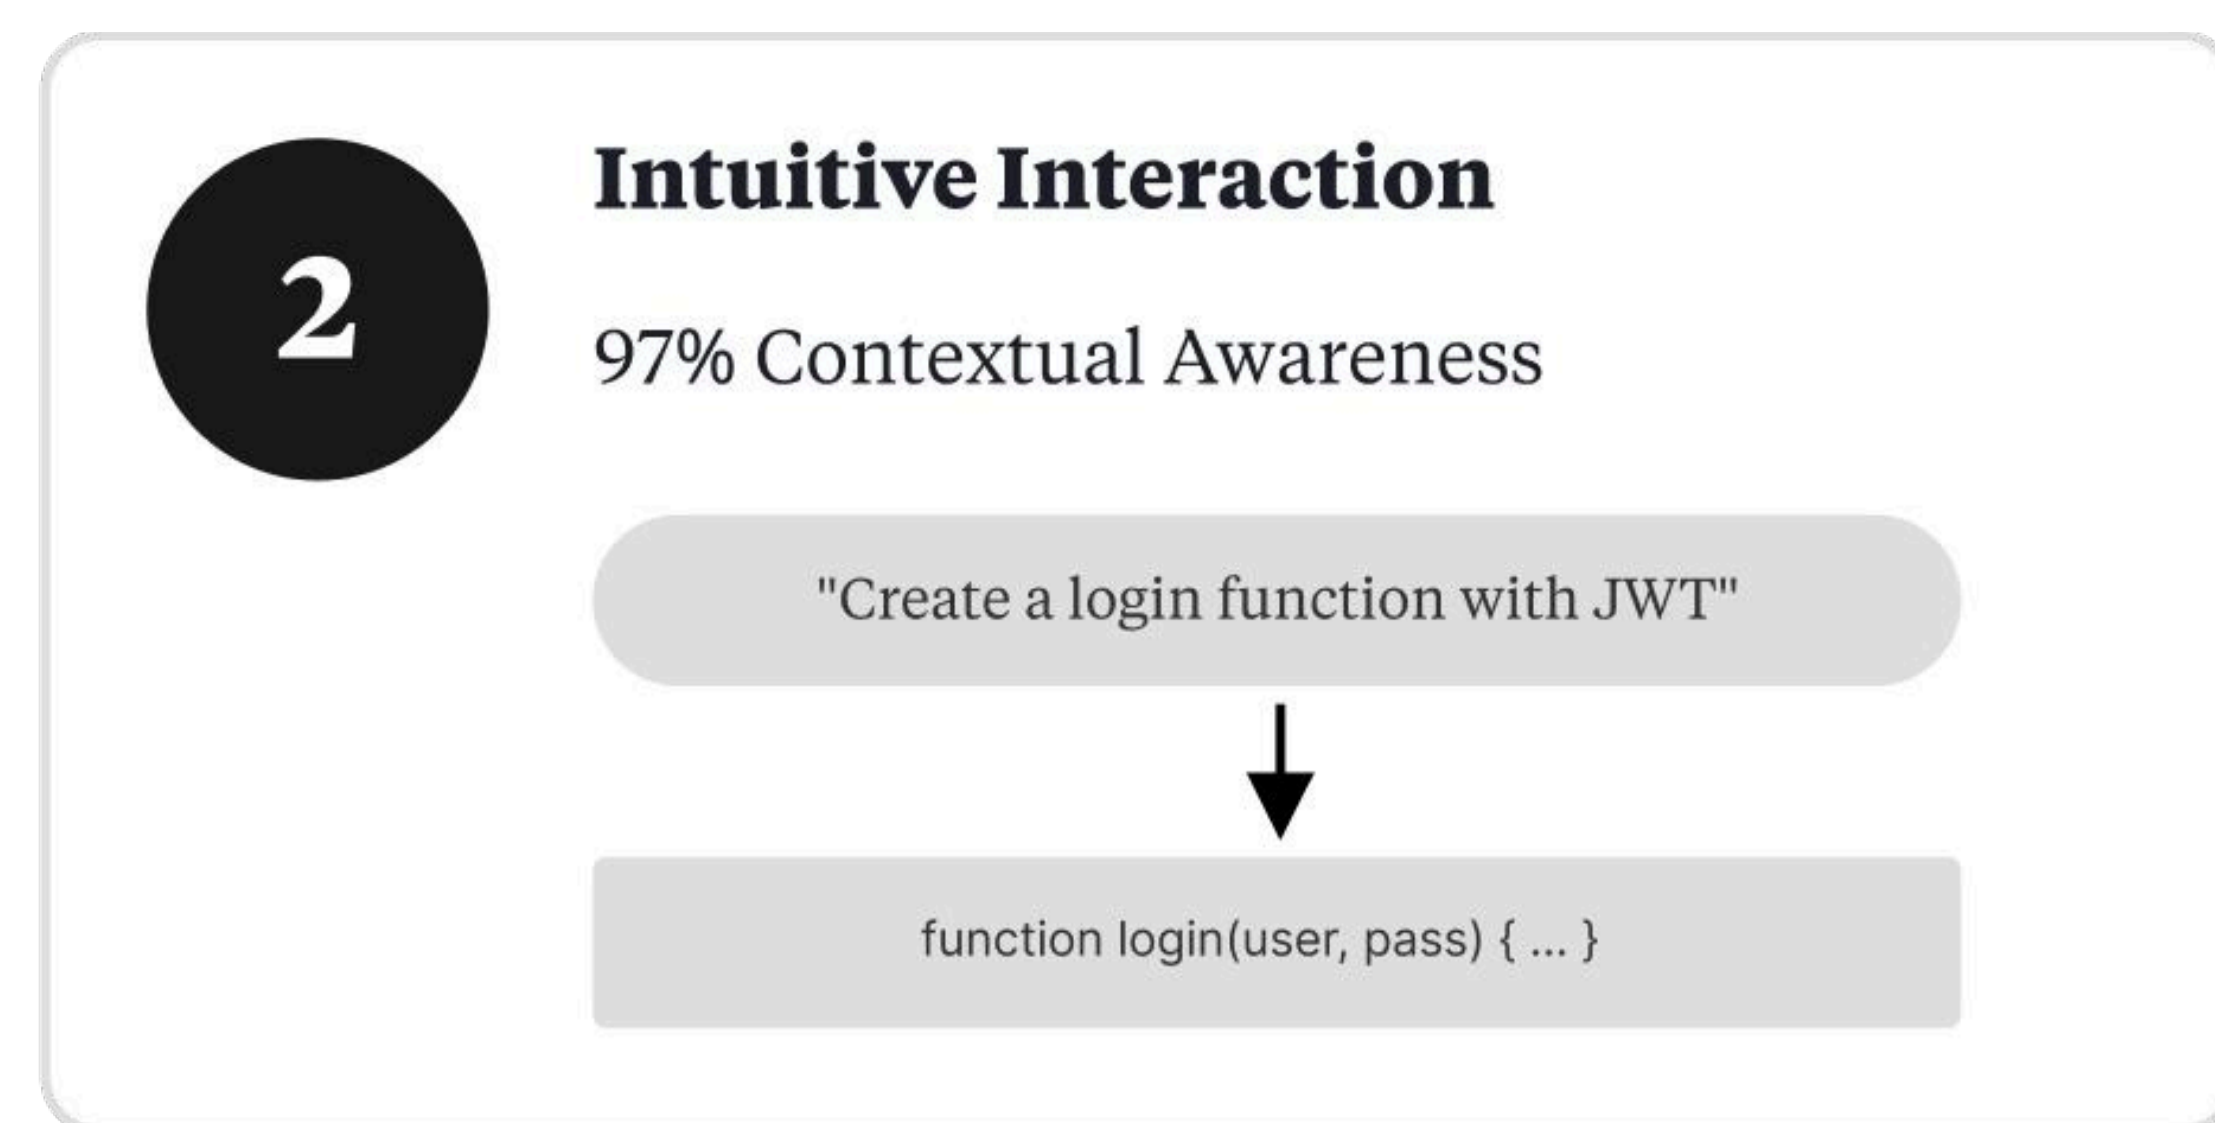 2
Intuitive Interaction
97% Contextual Awareness
"Create a login function with JWT"
function login(user, pass) { ... }